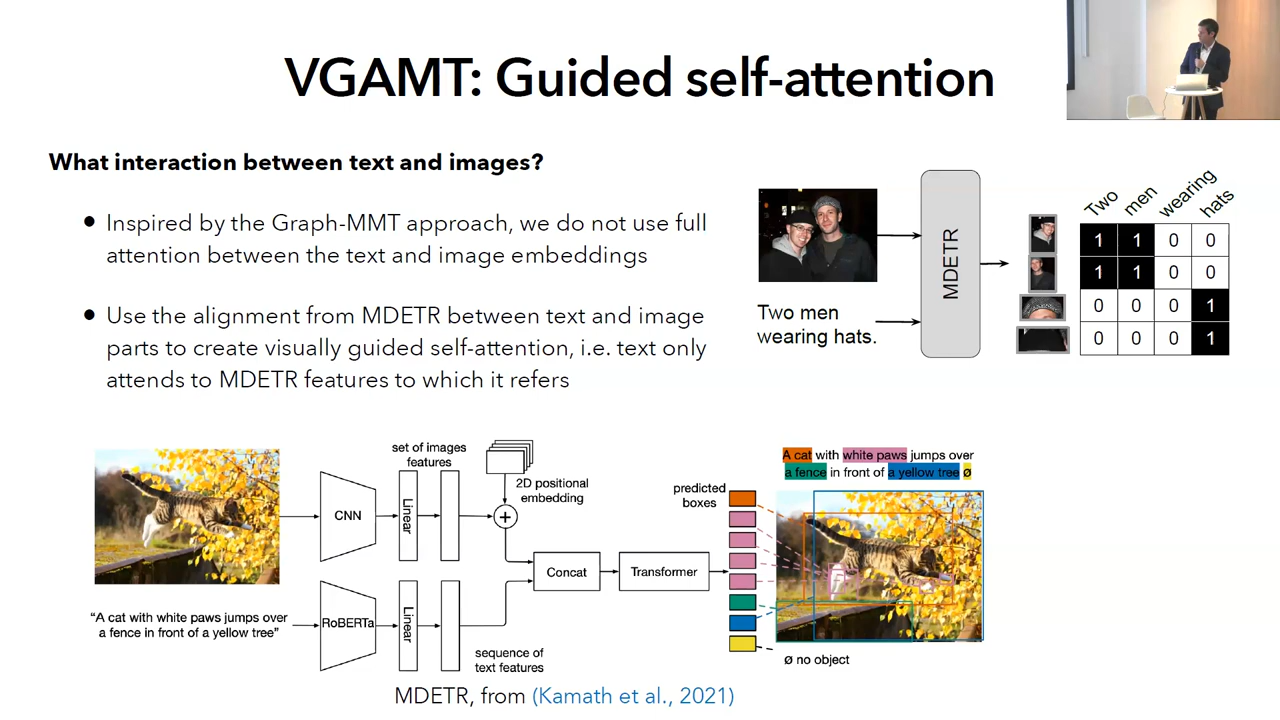 VGAMT: Guided self-attention
What interaction between text and images?
● Inspired by the Graph-MMT approach, we do not use full
attention between the text and image embeddings
● Use the alignment from MDETR between text and image
parts to create visually guided self-attention, i.e. text only
attends to MDETR features to which it refers
Two men
wearing hats.
MDETR
Two men wearing hats
1 1 0 0
1 1 0 0
0 0 0 1
0 0 0 1
"A cat with white paws jumps over
a fence in front of a yellow tree"
CNN
RoBERTa
Linear
Linear
set of images
features
2D positional
embedding
+
sequence of
text features
Concat
Transformer
predicted
boxes
A cat with white paws jumps over
a fence in front of a yellow tree ø
ø no object
MDETR, from (Kamath et al., 2021)